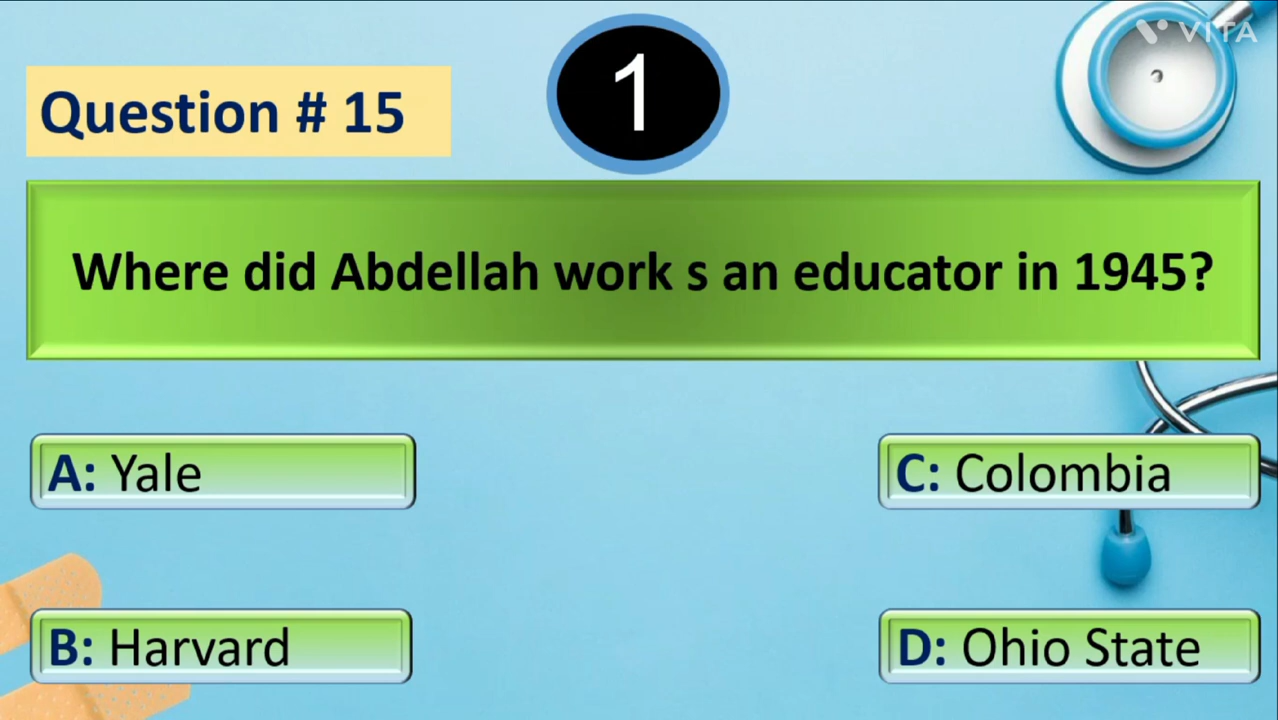 VITA
Question # 15
1
Where did Abdellah work s an educator in 1945?
A: Yale
C: Colombia
B: Harvard
D: Ohio State